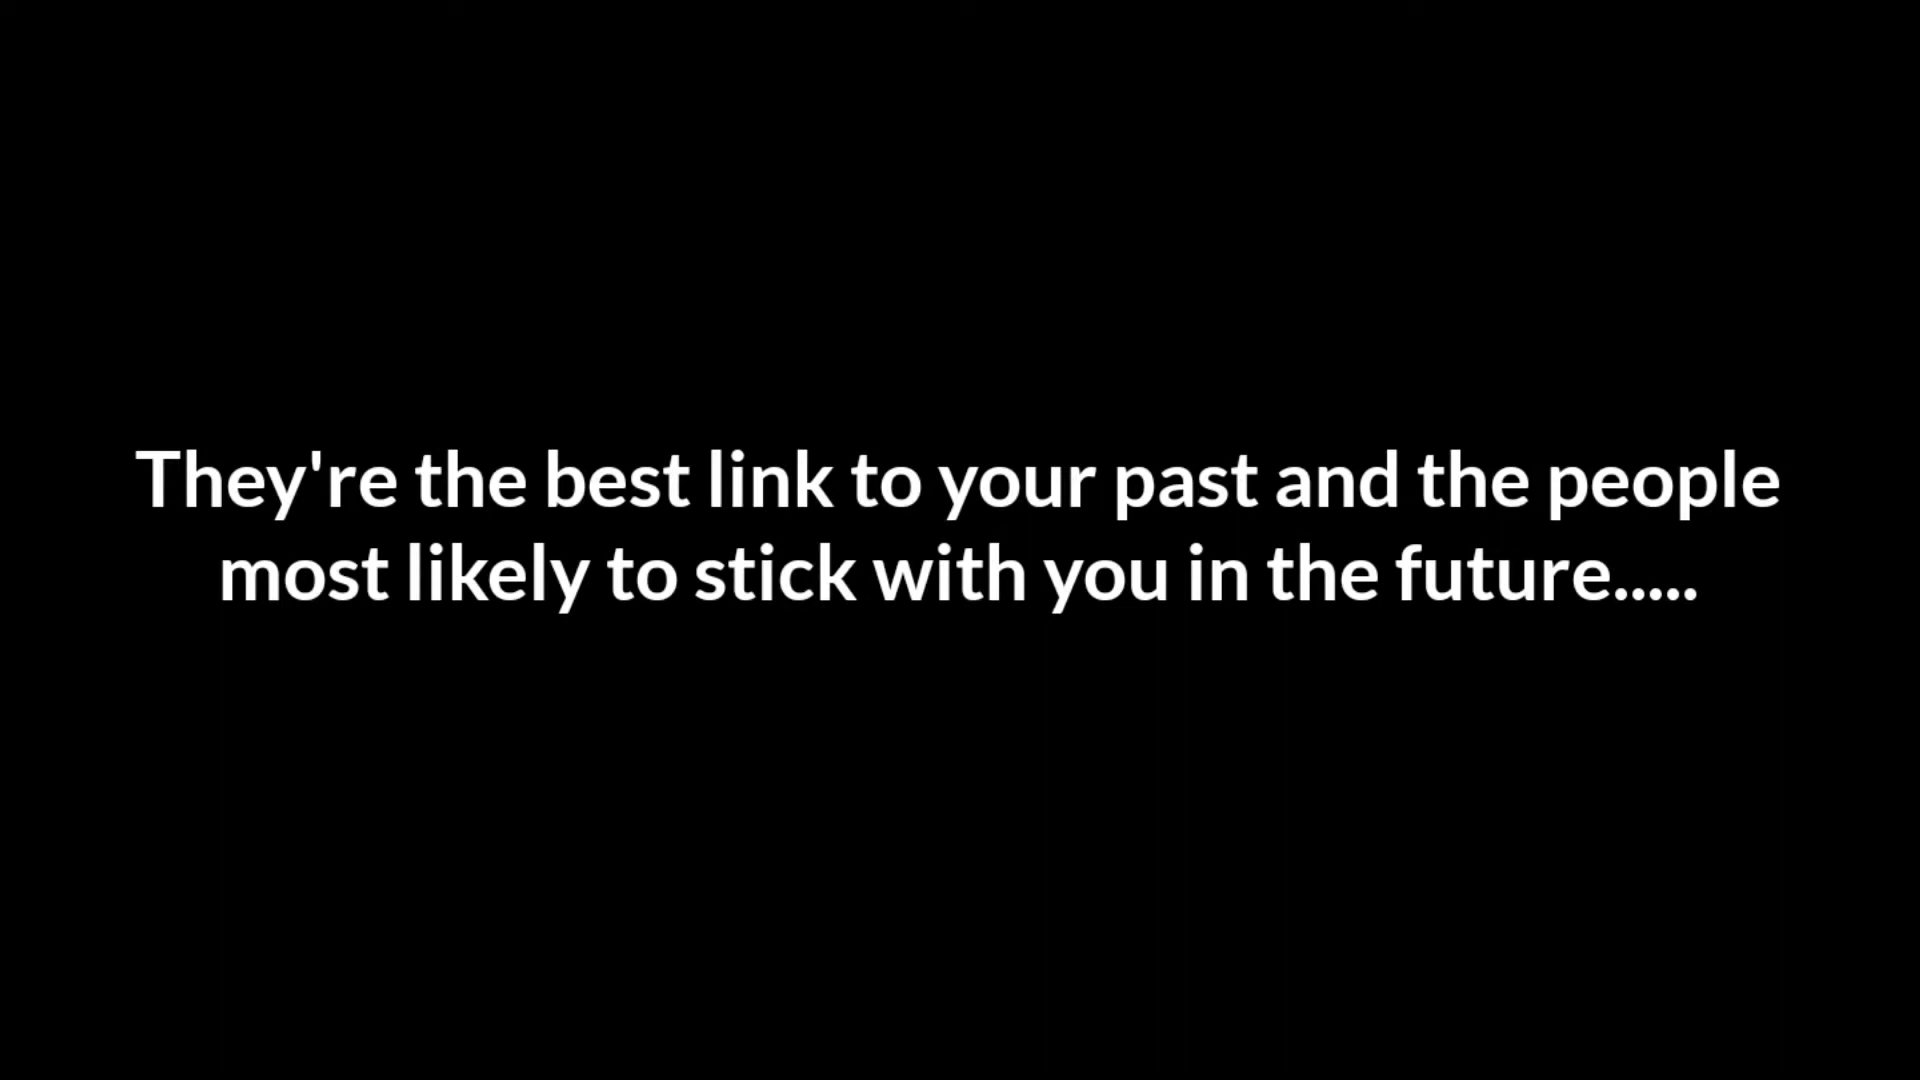 They're the best link to your past and the people
most likely to stick with you in the future.....